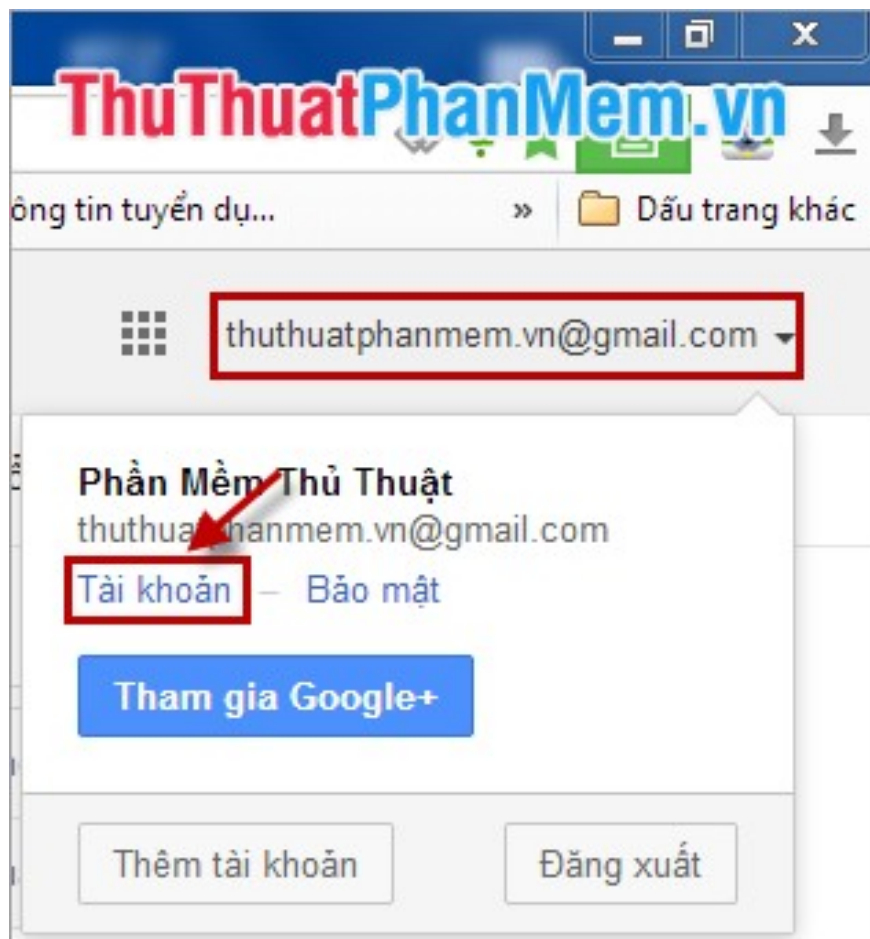 ThuThuatPhanMem.vn
ông tin tuyển dụ... » Dấu trang khác
thuthuatphanmem.vn@gmail.com
Phần Mềm Thủ Thuật
thuthuatphanmem.vn@gmail.com
Tài khoản – Bảo mật
Tham gia Google+
Thêm tài khoản Đăng xuất